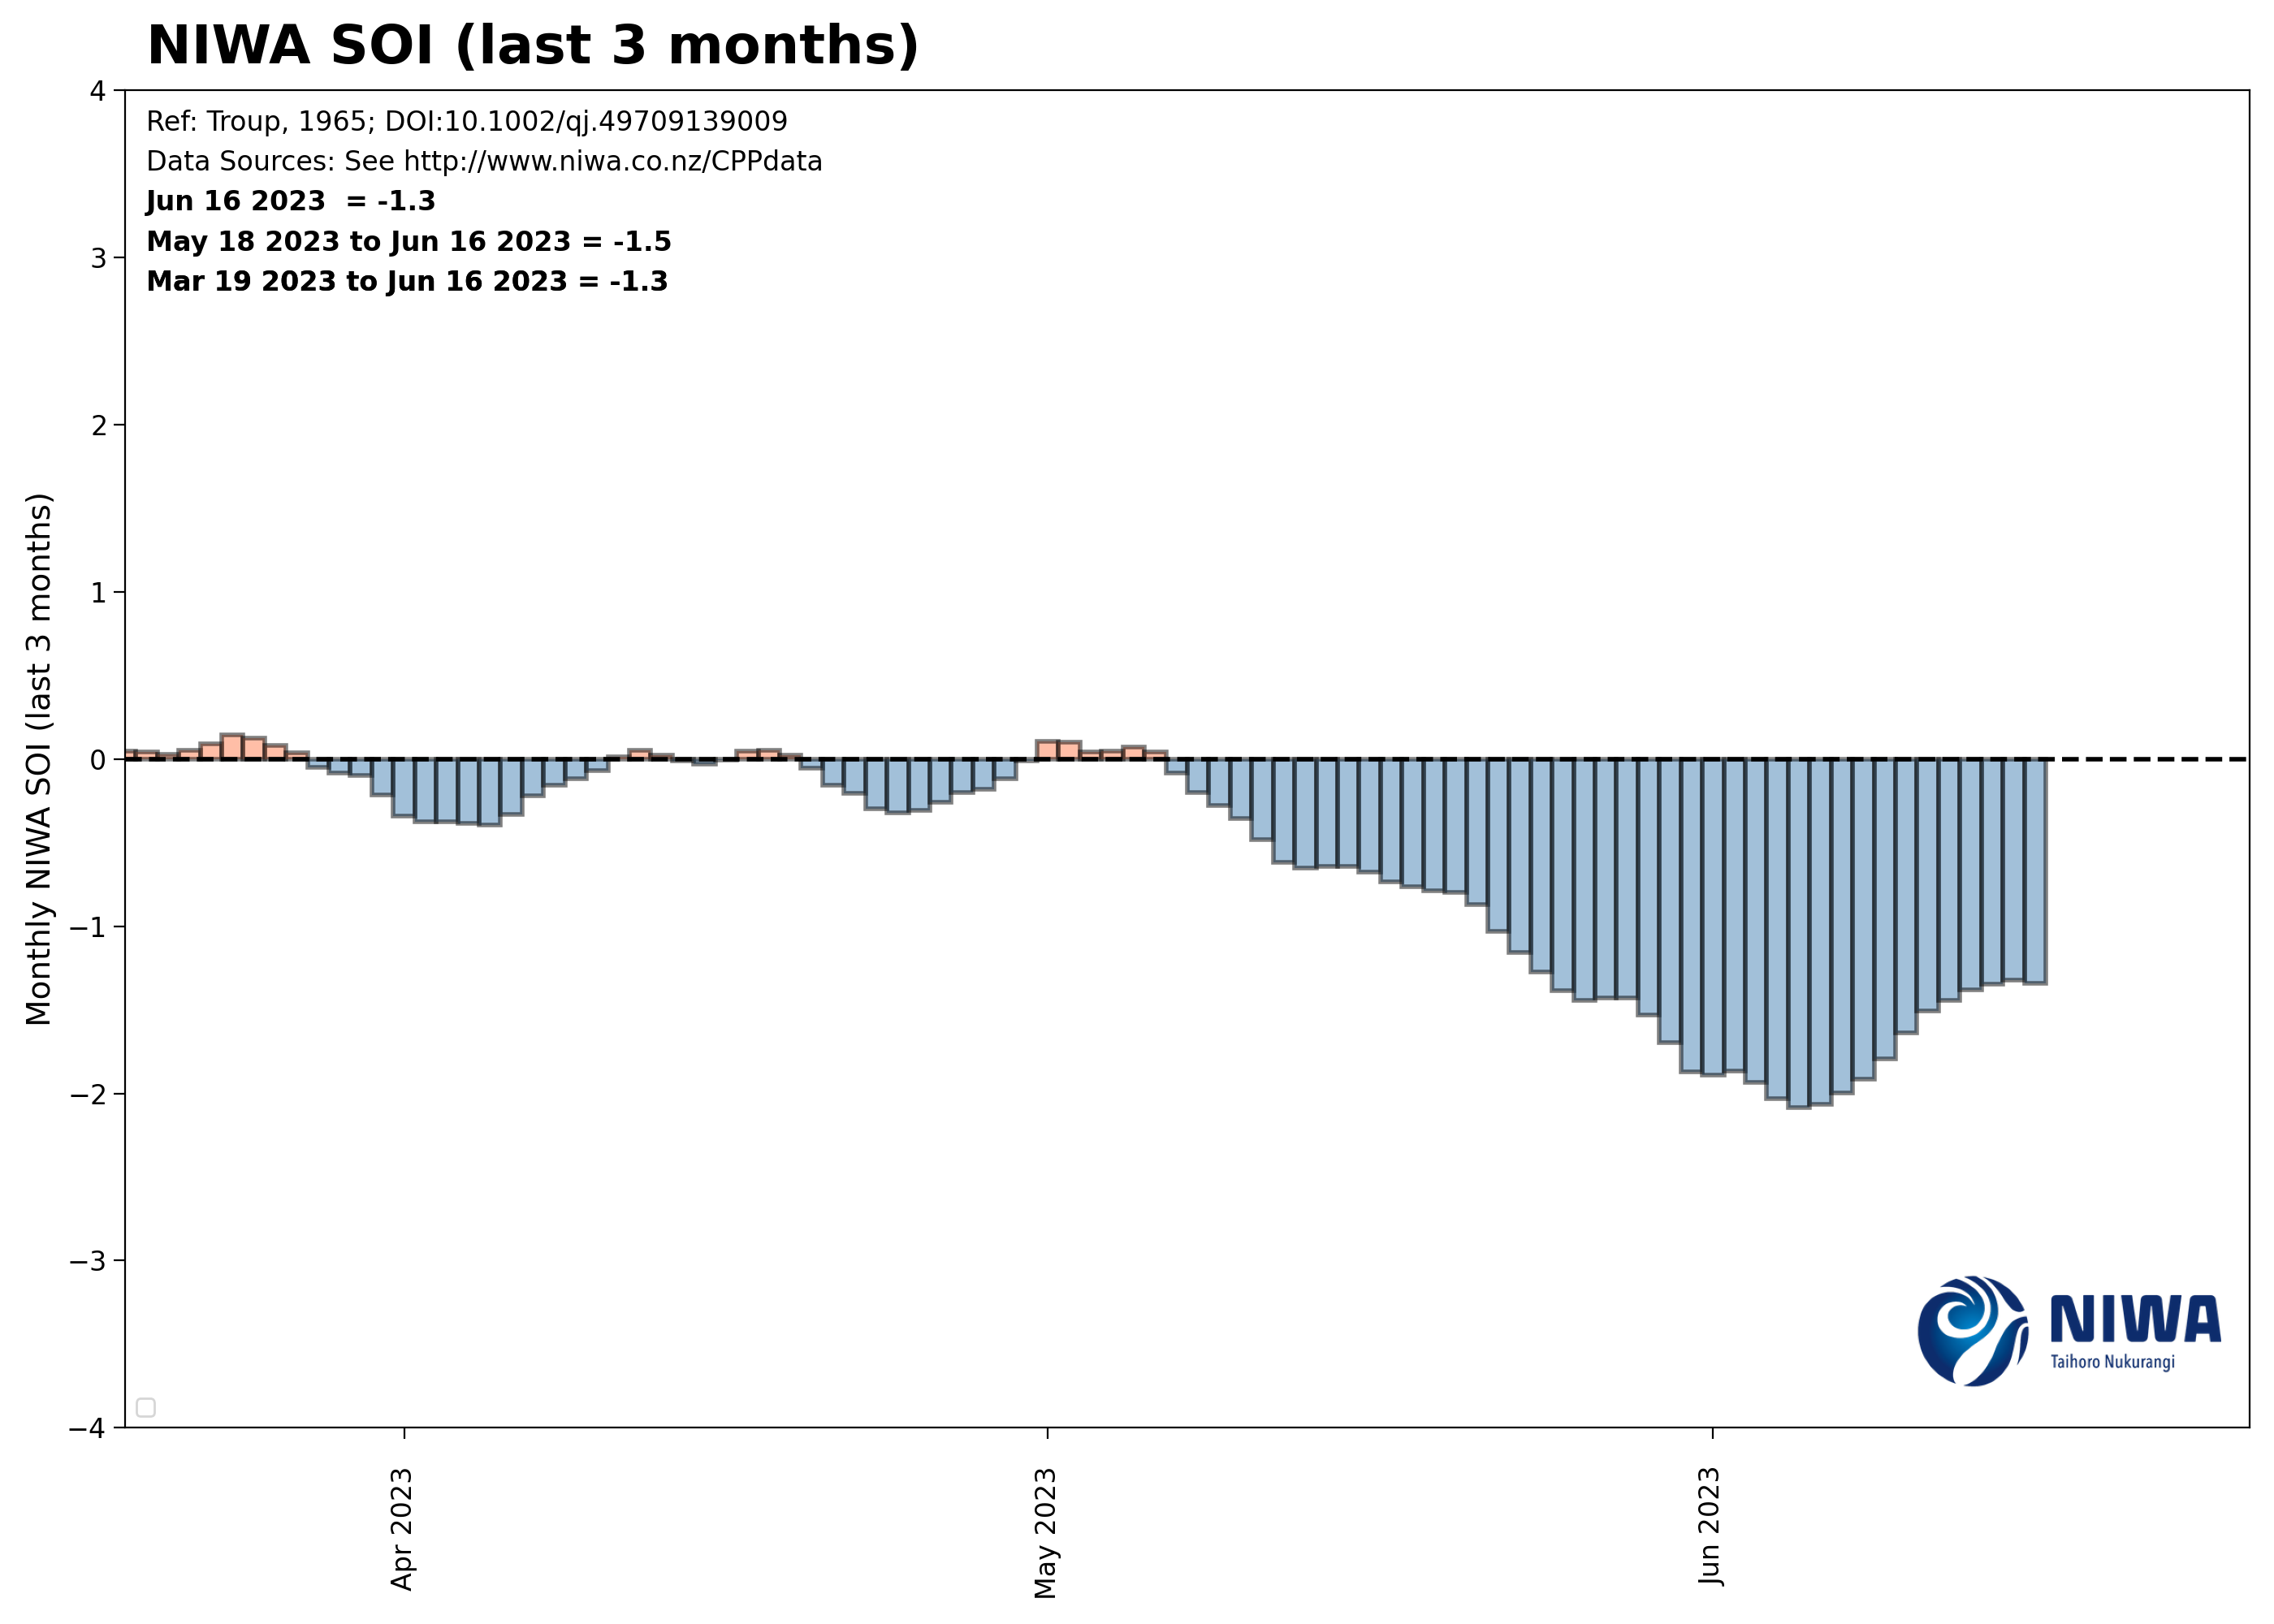 NIWA SOI (last 3 months)
Ref: Troup, 1965; DOI:10.1002/qj.49709139009
Data Sources: See http://www.niwa.co.nz/CPPdata
Jun 16 2023  = -1.3
May 18 2023 to Jun 16 2023 = -1.5
Mar 19 2023 to Jun 16 2023 = -1.3
Monthly NIWA SOI (last 3 months)
4
3
2
1
0
−1
−2
−3
−4
NIWA
Taihoro Nukurangi
Apr 2023
May 2023
Jun 2023